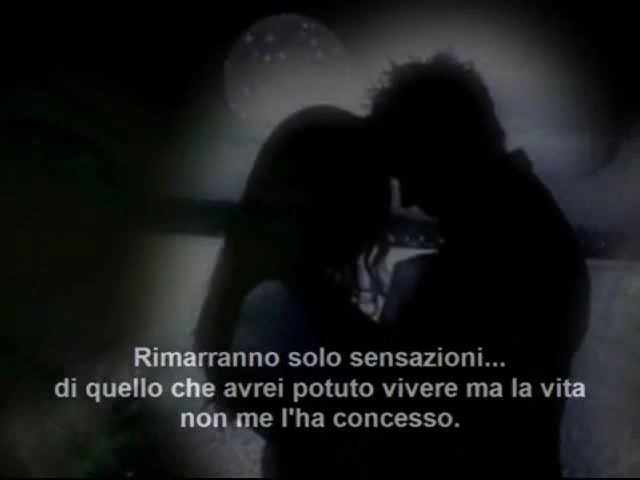 Rimarranno solo sensazioni...
di quello che avrei potuto vivere ma la vita
non me l'ha concesso.